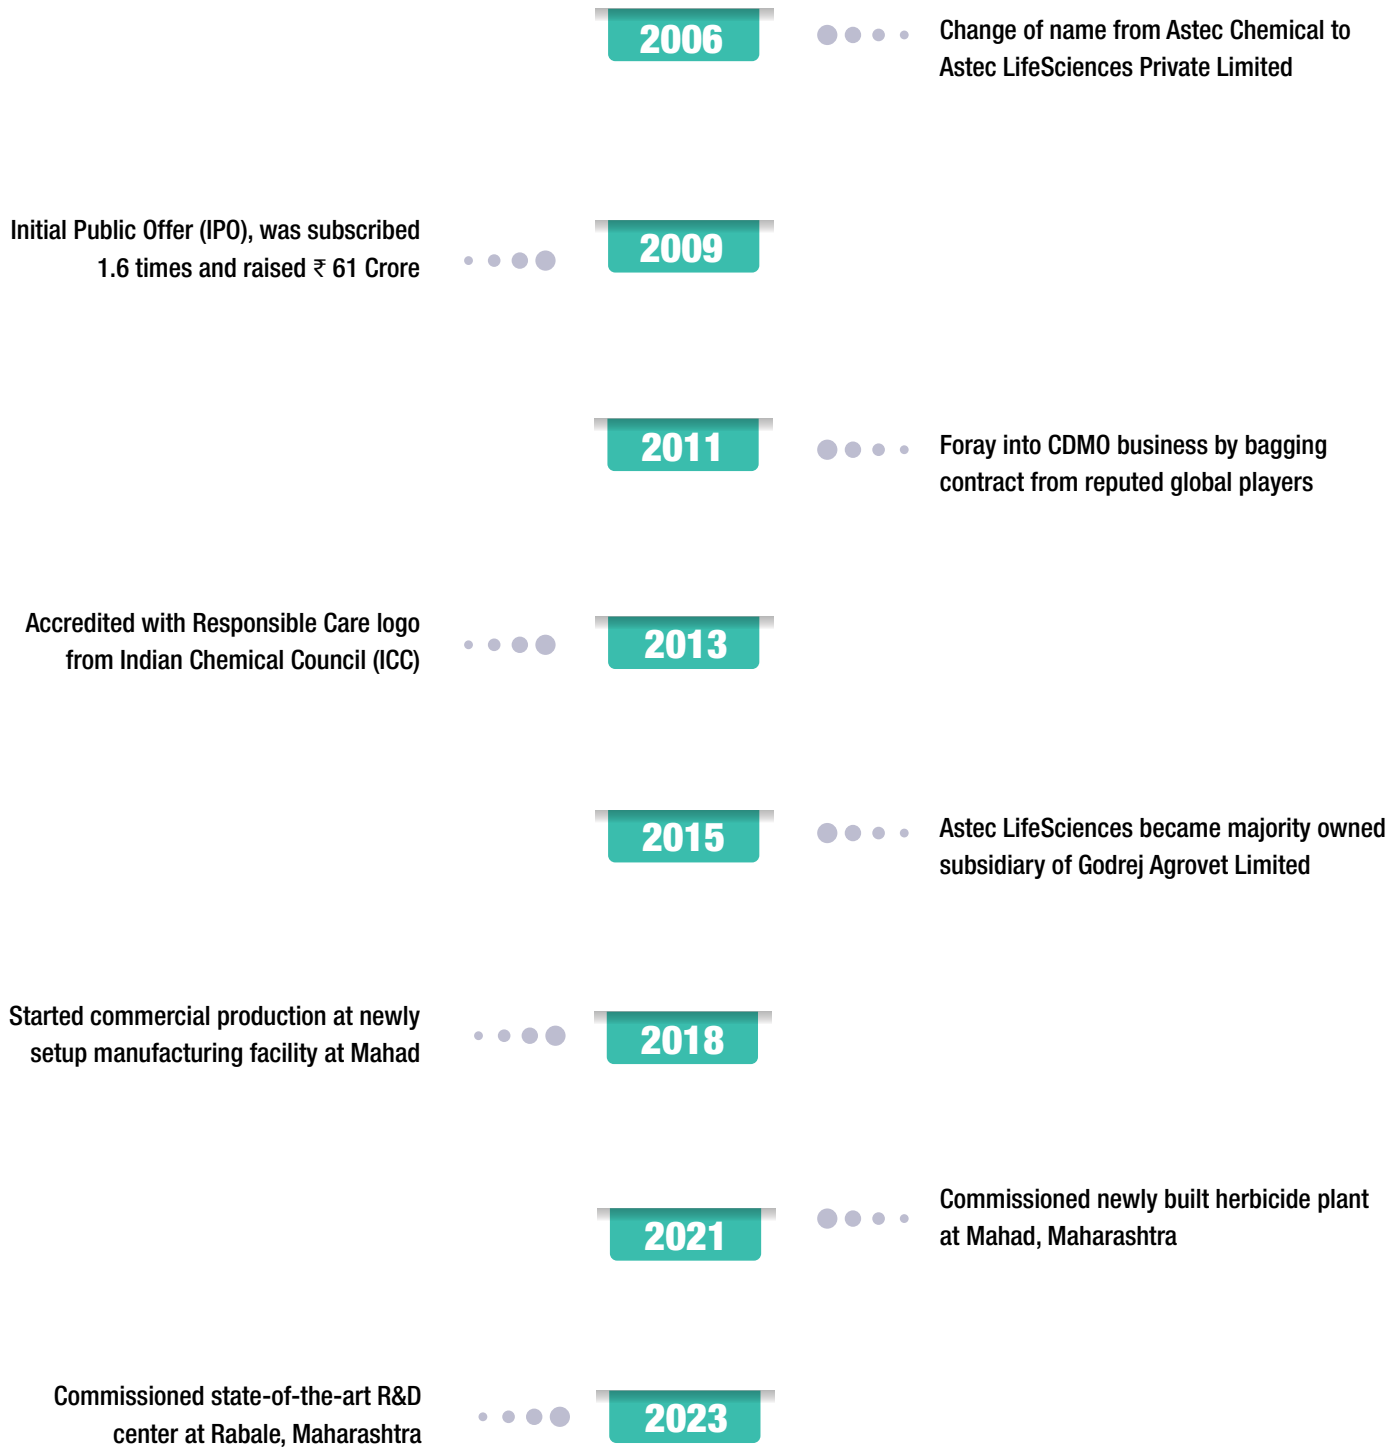 2006
Change of name from Astec Chemical to
Astec LifeSciences Private Limited
Initial Public Offer (IPO), was subscribed
1.6 times and raised ₹ 61 Crore
2009
2011
Foray into CDMO business by bagging
contract from reputed global players
Accredited with Responsible Care logo
from Indian Chemical Council (ICC)
2013
2015
Astec LifeSciences became majority owned
subsidiary of Godrej Agrovet Limited
Started commercial production at newly
setup manufacturing facility at Mahad
2018
2021
Commissioned newly built herbicide plant
at Mahad, Maharashtra
Commissioned state-of-the-art R&D
center at Rabale, Maharashtra
2023